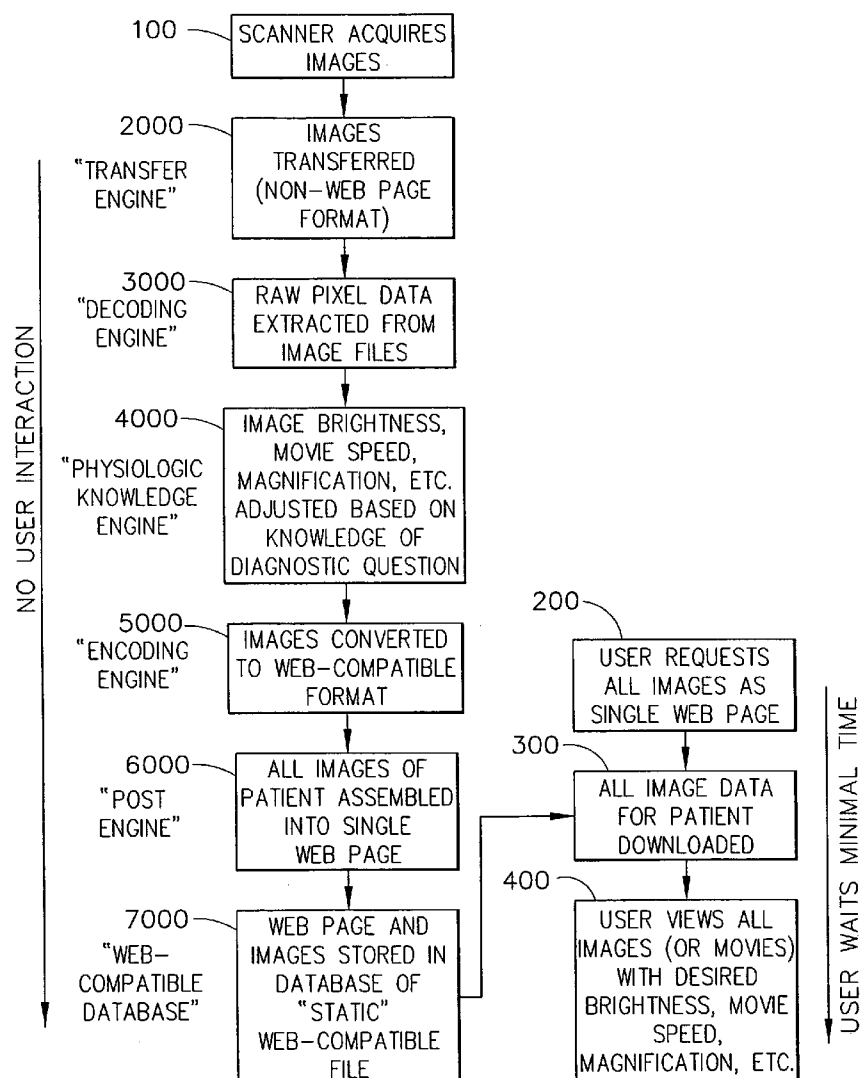 100
SCANNER ACQUIRES
IMAGES
2000
"TRANSFER
ENGINE"
IMAGES
TRANSFERRED
(NON-WEB PAGE
FORMAT)
3000
"DECODING
ENGINE"
RAW PIXEL DATA
EXTRACTED FROM
IMAGE FILES
4000
"PHYSIOLOGIC
KNOWLEDGE
ENGINE"
IMAGE BRIGHTNESS,
MOVIE SPEED,
MAGNIFICATION, ETC.
ADJUSTED BASED ON
KNOWLEDGE OF
DIAGNOSTIC QUESTION
5000
"ENCODING
ENGINE"
IMAGES CONVERTED
TO WEB-COMPATIBLE
FORMAT
6000
"POST
ENGINE"
ALL IMAGES OF
PATIENT ASSEMBLED
INTO SINGLE
WEB PAGE
7000
"WEB-
COMPATIBLE
DATABASE"
WEB PAGE AND
IMAGES STORED IN
DATABASE OF
"STATIC"
WEB-COMPATIBLE
FILE
NO USER INTERACTION
200
USER REQUESTS
ALL IMAGES AS
SINGLE WEB PAGE
300
ALL IMAGE DATA
FOR PATIENT
DOWNLOADED
400
USER VIEWS ALL
IMAGES (OR MOVIES)
WITH DESIRED
BRIGHTNESS, MOVIE
SPEED,
MAGNIFICATION, ETC.
USER WAITS MINIMAL TIME